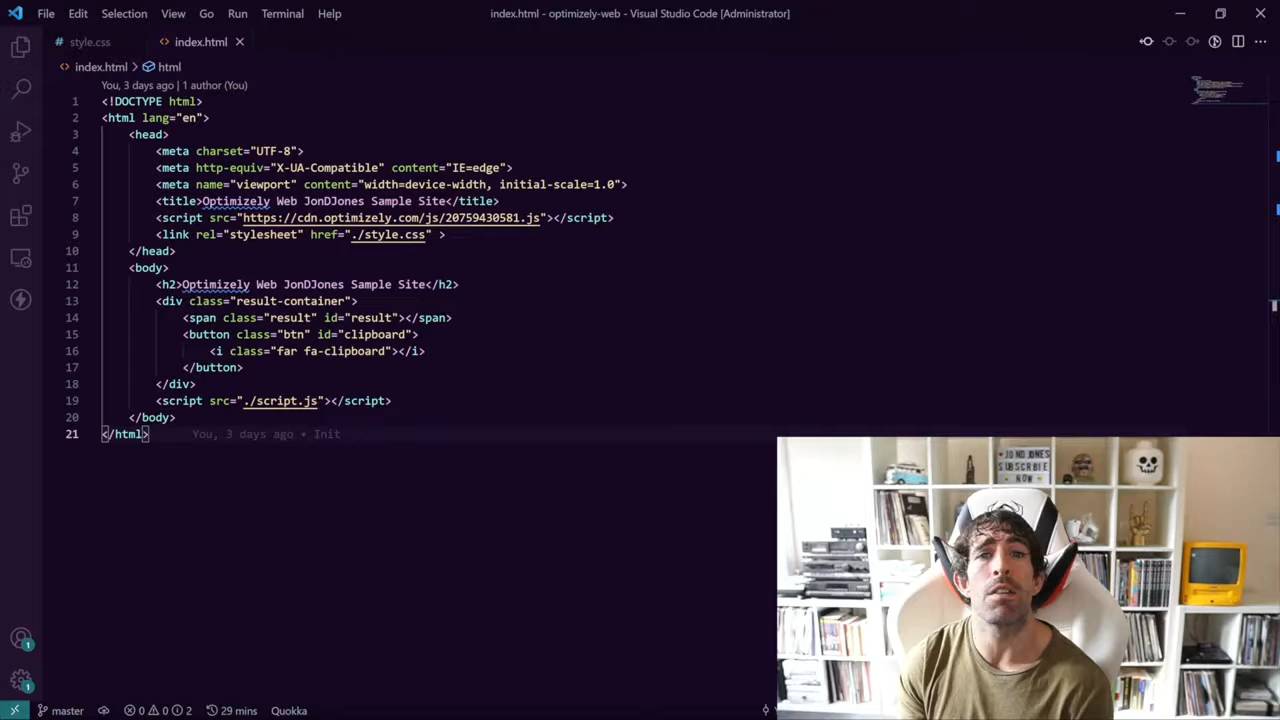 File Edit Selection View Go Run Terminal Help
index.html - optimizely-web - Visual Studio Code [Administrator]
style.css
index.html
index.html html
You, 3 days ago | 1 author (You)
1 <!DOCTYPE html>
2 <html lang="en">
3 <head>
4 <meta charset="UTF-8">
5 <meta http-equiv="X-UA-Compatible" content="IE=edge">
6 <meta name="viewport" content="width=device-width, initial-scale=1.0">
7 <title>Optimizely Web JonDJones Sample Site</title>
8 <script src="https://cdn.optimizely.com/js/20759430581.js"></script>
9 <link rel="stylesheet" href="./style.css" >
10 </head>
11 <body>
12 <h2>Optimizely Web JonDJones Sample Site</h2>
13 <div class="result-container">
14 <span class="result" id="result"></span>
15 <button class="btn" id="clipboard">
16 <i class="far fa-clipboard"></i>
17 </button>
18 </div>
19 <script src="./script.js"></script>
20 </body>
21 </html> You, 3 days ago • Init
JON D JONES
SUBSCRIBE
NOW
1
1
master 0 0 2 29 mins Quokka